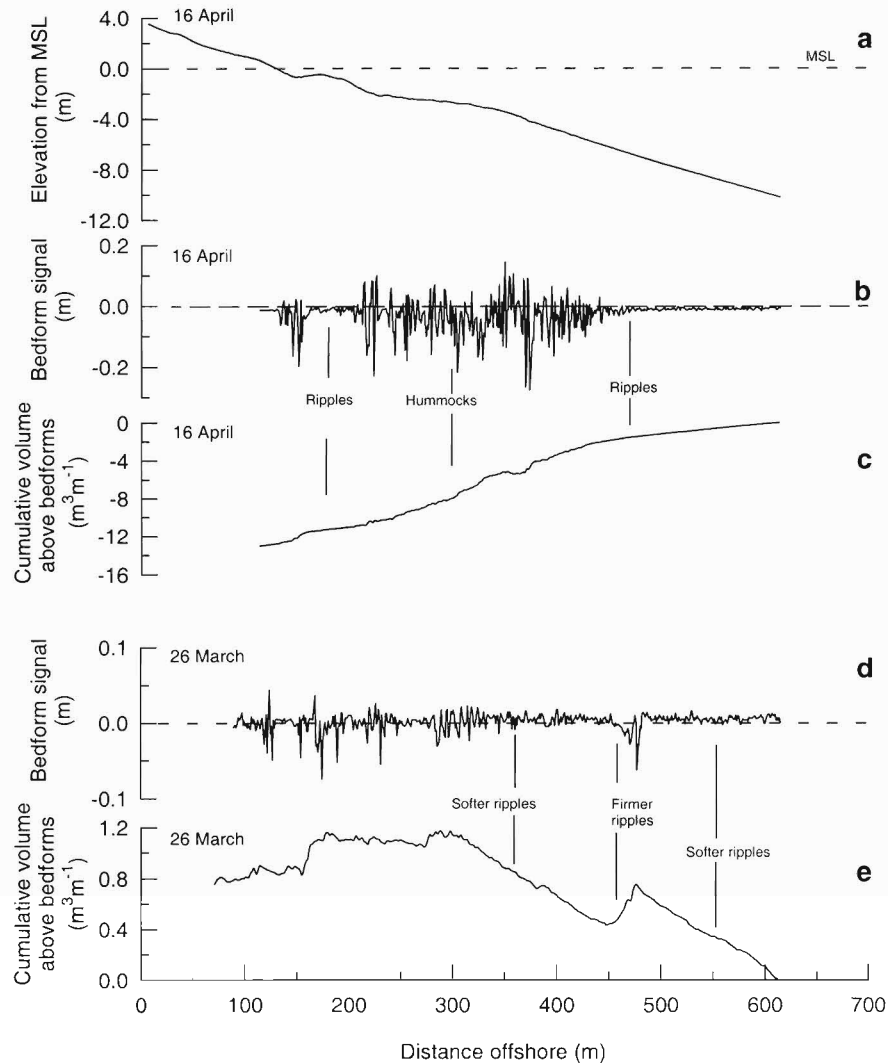 16 April
a
4.0
0.0
-4.0
-8.0
-12.0
Elevation from MSL
(m)
MSL
16 April
b
0.2
0.0
-0.2
Bedform signal
(m)
Ripples
Hummocks
Ripples
16 April
c
0
-4
-8
-12
-16
Cumulative volume
above bedforms
(m³m⁻¹)
26 March
d
0.1
0.0
-0.1
Bedform signal
(m)
Softer ripples
Firmer
ripples
Softer ripples
26 March
e
1.2
0.8
0.4
0.0
Cumulative volume
above bedforms
(m³m⁻¹)
0 100 200 300 400 500 600 700
Distance offshore (m)